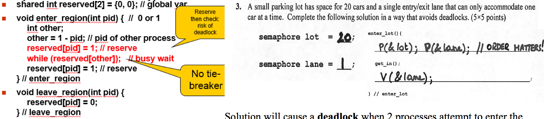 shared int reserved[2] = {0, 0}; // global var
void enter_region(int pid) { // 0 or 1
int other;
other = 1 - pid; // pid of other process
reserved[pid] = 1; // reserve
while (reserved[other]); // busy wait
reserved[pid] = 1; // reserve
} // enter_region
void leave_region(int pid) {
reserved[pid] = 0;
} // leave_region
Reserve
then check:
risk of
deadlock
No tie-
breaker
3. A small parking lot has space for 20 cars and a single entry/exit lane that can only accommodate one
car at a time. Complete the following solution in a way that avoids deadlocks. (5×5 points)
semaphore lot = 20;
semaphore lane = 1;
enter_lot() {
P(&lot); P(&lane); // ORDER MATTERS!
get_in();
V(&lane);
} // enter_lot
Solution will cause a deadlock when 2 processes attempt to enter the